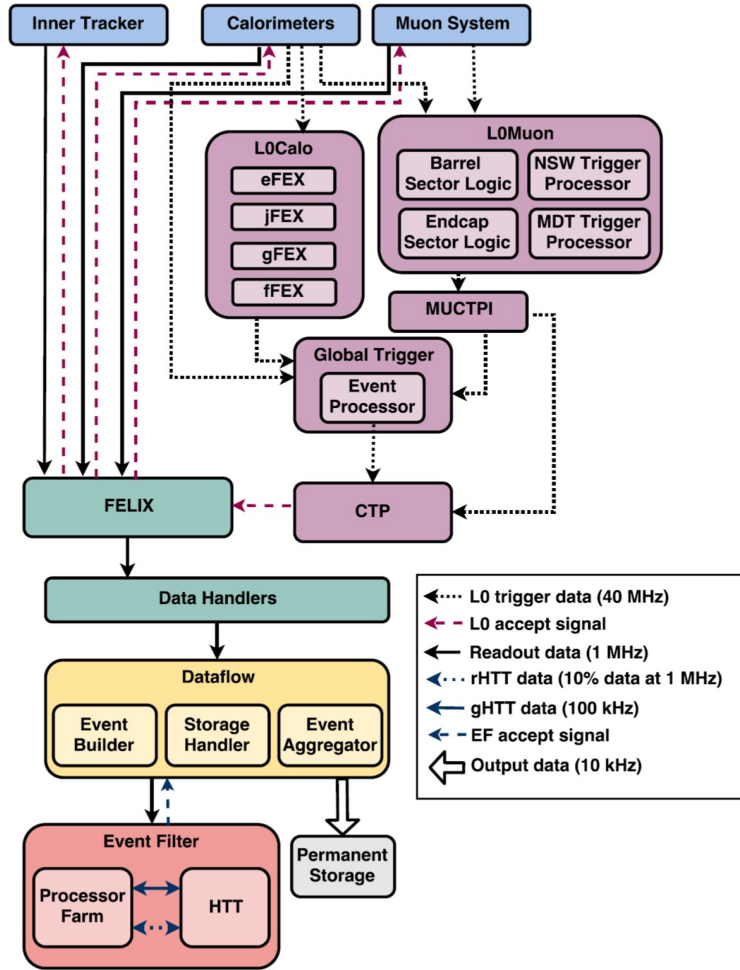 Inner Tracker
Calorimeters
Muon System
L0Calo
eFEX
jFEX
gFEX
fFEX
L0Muon
Barrel
Sector Logic
NSW Trigger
Processor
Endcap
Sector Logic
MDT Trigger
Processor
MUCTPI
Global Trigger
Event
Processor
FELIX
CTP
Data Handlers
Dataflow
Event
Builder
Storage
Handler
Event
Aggregator
Event Filter
Processor
Farm
HTT
Permanent
Storage
L0 trigger data (40 MHz)
L0 accept signal
Readout data (1 MHz)
rHTT data (10% data at 1 MHz)
gHTT data (100 kHz)
EF accept signal
Output data (10 kHz)